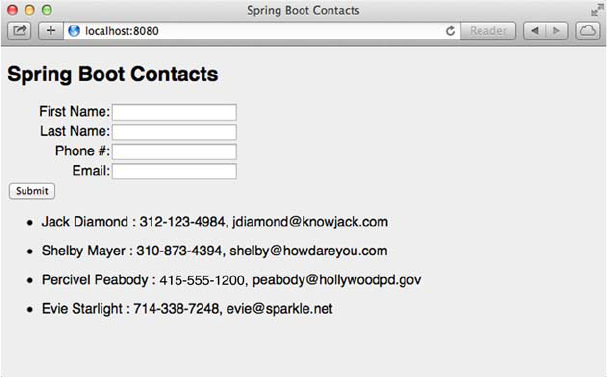 Spring Boot Contacts
localhost:8080
Reader
Spring Boot Contacts
First Name:
Last Name:
Phone #:
Email:
Submit
• Jack Diamond : 312-123-4984, jdiamond@knowjack.com
• Shelby Mayer : 310-873-4394, shelby@howdareyou.com
• Percivel Peabody : 415-555-1200, peabody@hollywoodpd.gov
• Evie Starlight : 714-338-7248, evie@sparkle.net